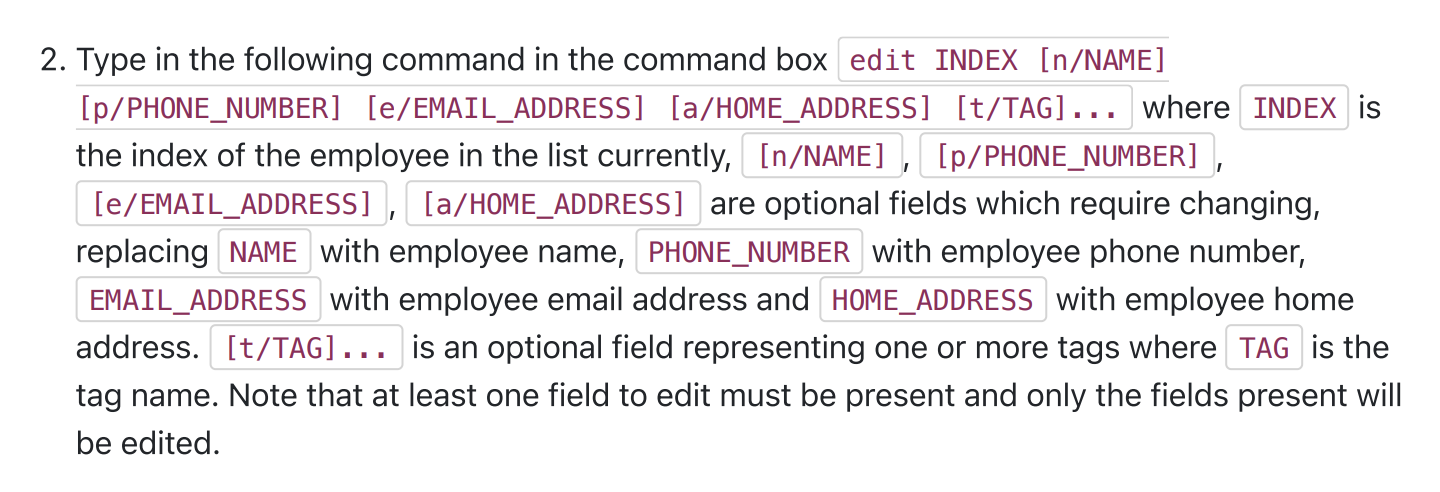 2. Type in the following command in the command box edit INDEX [n/NAME]
[p/PHONE_NUMBER] [e/EMAIL_ADDRESS] [a/HOME_ADDRESS] [t/TAG]... where INDEX is
the index of the employee in the list currently, [n/NAME] , [p/PHONE_NUMBER] ,
[e/EMAIL_ADDRESS] , [a/HOME_ADDRESS] are optional fields which require changing,
replacing NAME with employee name, PHONE_NUMBER with employee phone number,
EMAIL_ADDRESS with employee email address and HOME_ADDRESS with employee home
address. [t/TAG]... is an optional field representing one or more tags where TAG is the
tag name. Note that at least one field to edit must be present and only the fields present will
be edited.